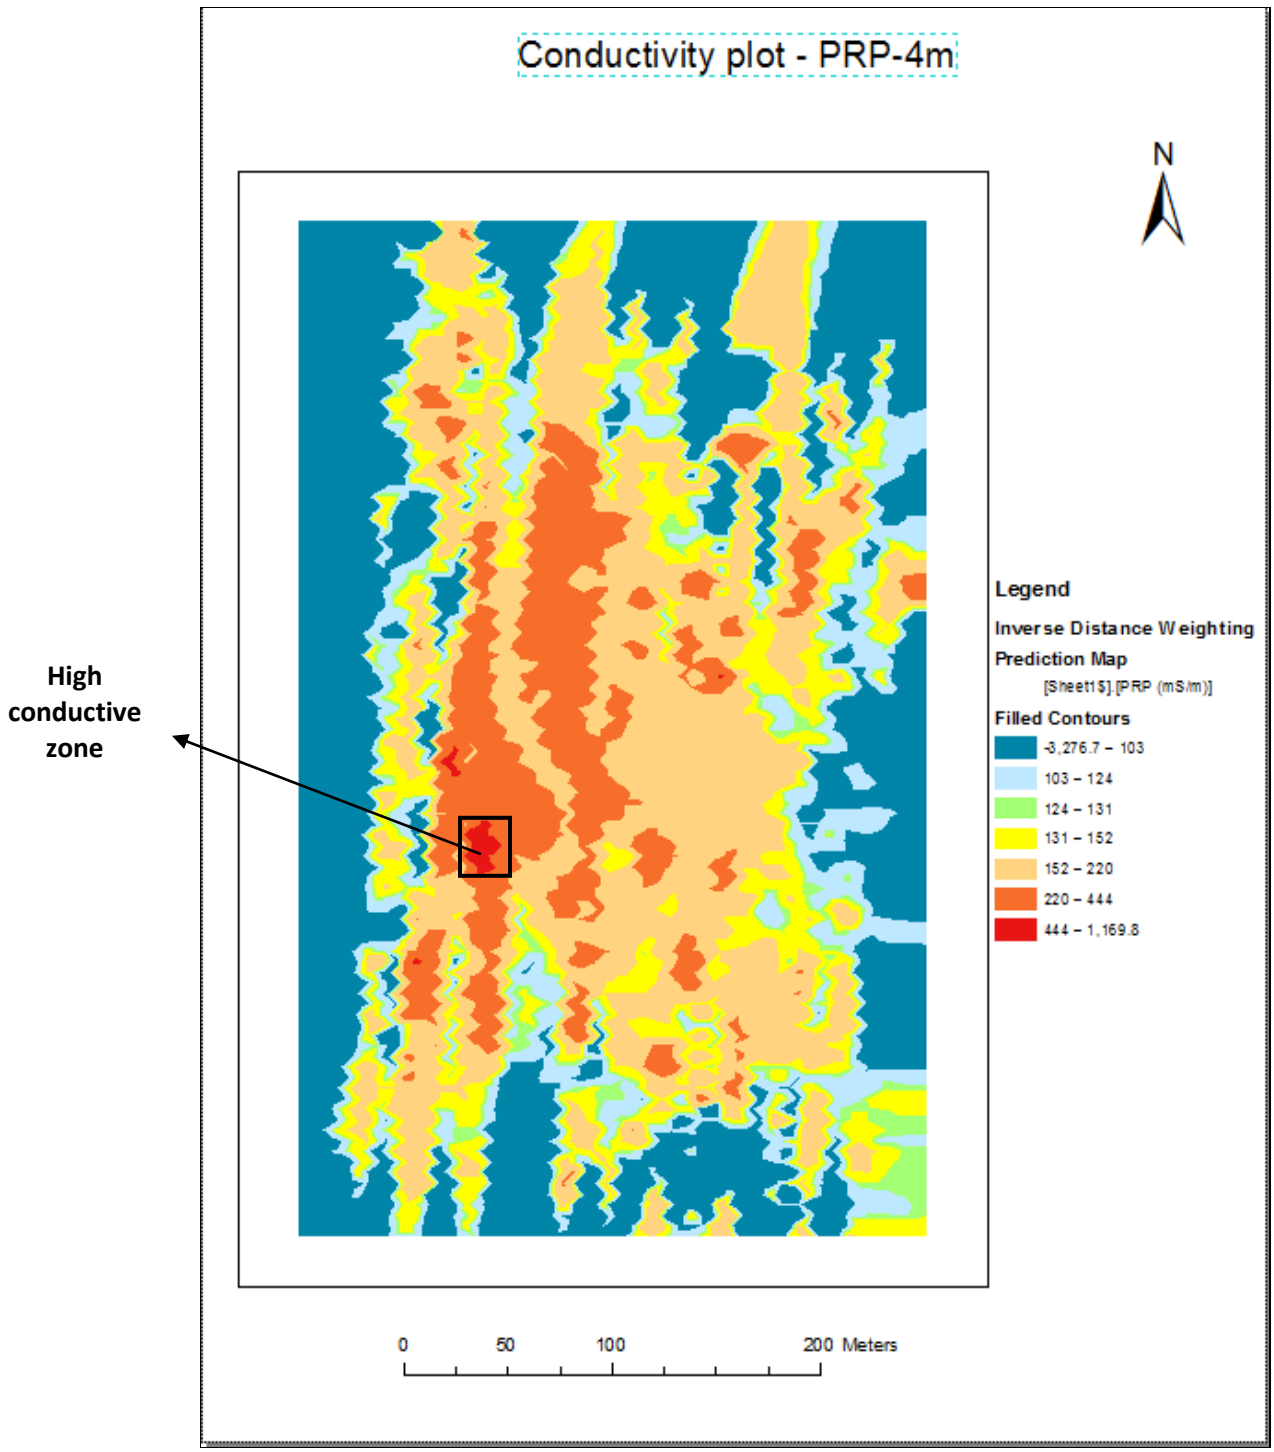 Conductivity plot - PRP-4m
N
High
conductive
zone
Legend
Inverse Distance Weighting
Prediction Map
[Sheet1$].[PRP (mS/m)]
Filled Contours
-3,276.7 – 103
103 – 124
124 – 131
131 – 152
152 – 220
220 – 444
444 – 1,169.8
0 50 100 200 Meters